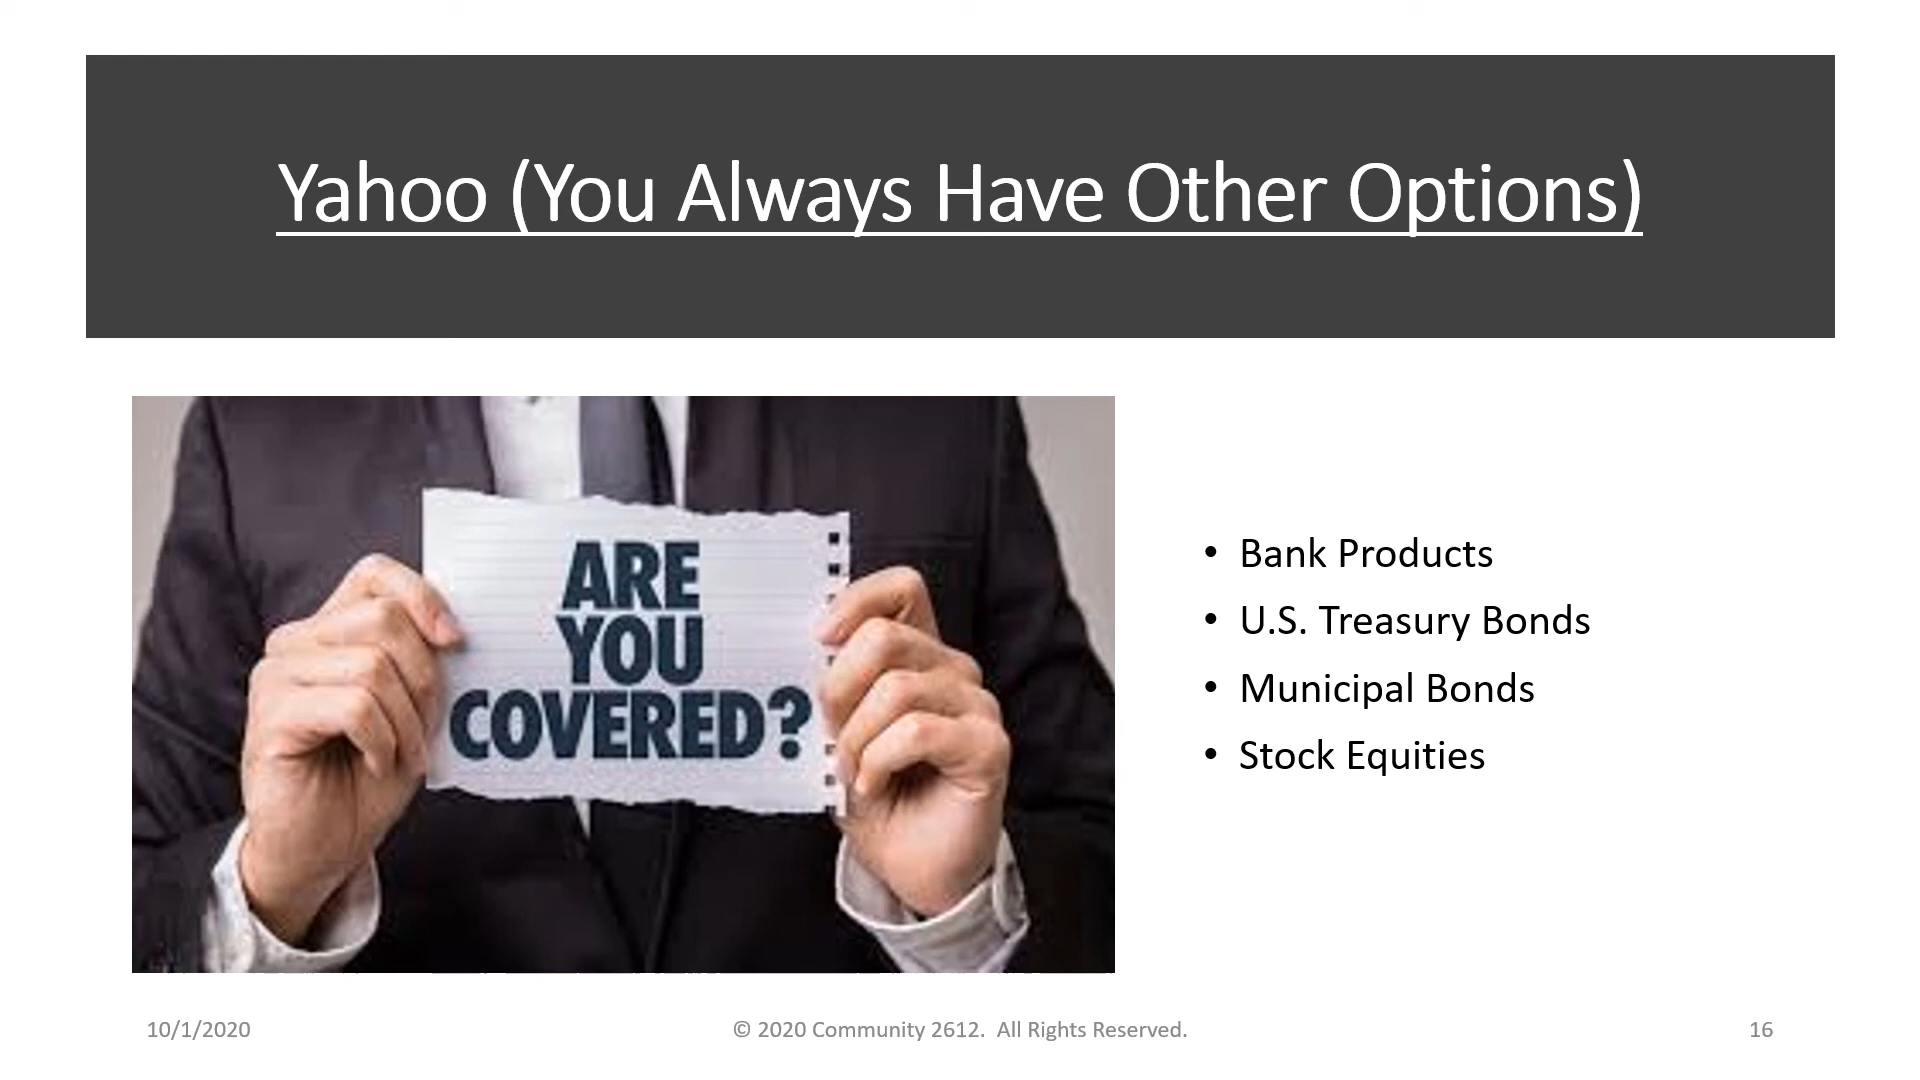 Yahoo (You Always Have Other Options)
ARE
YOU
COVERED?
• Bank Products
• U.S. Treasury Bonds
• Municipal Bonds
• Stock Equities
10/1/2020
© 2020 Community 2612.  All Rights Reserved.
16